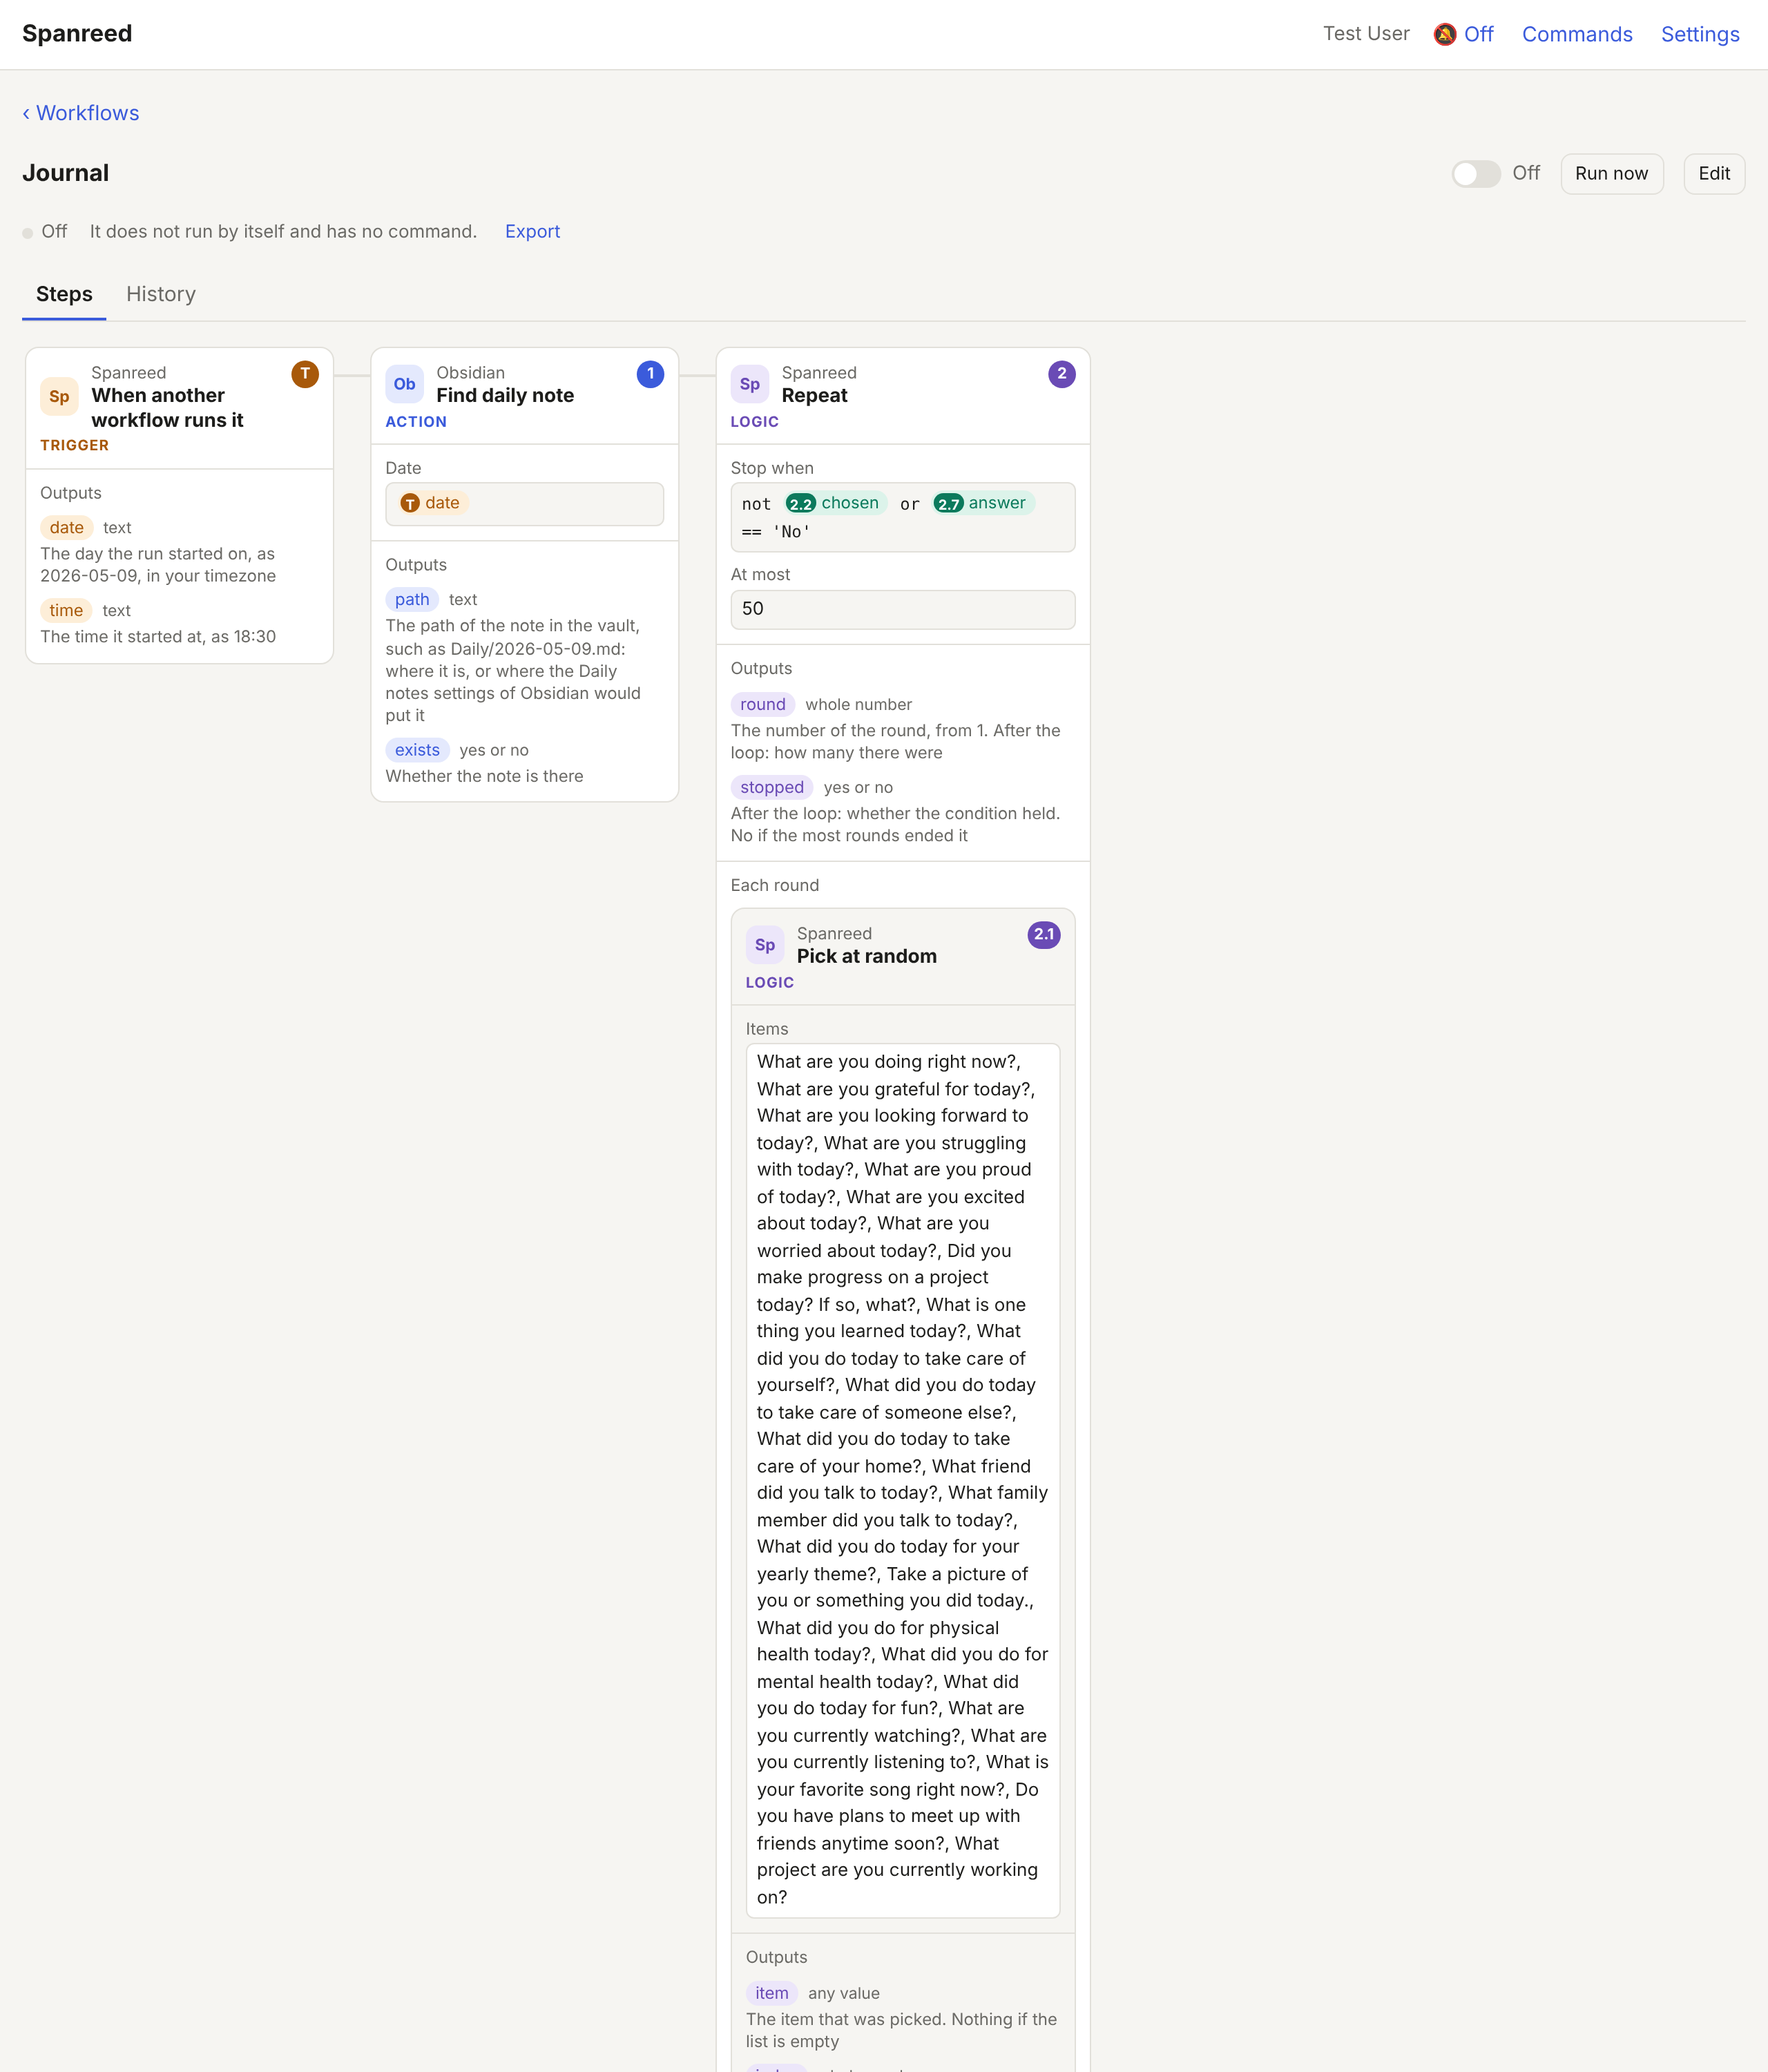 Spanreed
Test User
Off
Commands
Settings
‹ Workflows
Journal
Off
Run now
Edit
Off
It does not run by itself and has no command.
Export
Steps
History
Sp
Spanreed
When another
workflow runs it
T
TRIGGER
Outputs
date text
The day the run started on, as
2026-05-09, in your timezone
time text
The time it started at, as 18:30
Ob
Obsidian
Find daily note
1
ACTION
Date
T date
Outputs
path text
The path of the note in the vault,
such as Daily/2026-05-09.md:
where it is, or where the Daily
notes settings of Obsidian would
put it
exists yes or no
Whether the note is there
Sp
Spanreed
Repeat
2
LOGIC
Stop when
not 2.2 chosen or 2.7 answer
== 'No'
At most
50
Outputs
round whole number
The number of the round, from 1. After the
loop: how many there were
stopped yes or no
After the loop: whether the condition held.
No if the most rounds ended it
Each round
Sp
Spanreed
Pick at random
2.1
LOGIC
Items
What are you doing right now?,
What are you grateful for today?,
What are you looking forward to
today?, What are you struggling
with today?, What are you proud
of today?, What are you excited
about today?, What are you
worried about today?, Did you
make progress on a project
today? If so, what?, What is one
thing you learned today?, What
did you do today to take care of
yourself?, What did you do today
to take care of someone else?,
What did you do today to take
care of your home?, What friend
did you talk to today?, What family
member did you talk to today?,
What did you do today for your
yearly theme?, Take a picture of
you or something you did today.,
What did you do for physical
health today?, What did you do for
mental health today?, What did
you do today for fun?, What are
you currently watching?, What are
you currently listening to?, What is
your favorite song right now?, Do
you have plans to meet up with
friends anytime soon?, What
project are you currently working
on?
Outputs
item any value
The item that was picked. Nothing if the
list is empty